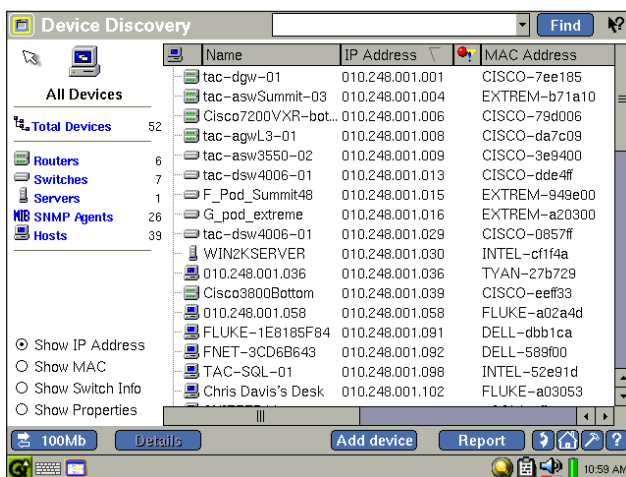 Device Discovery
Find
?
Name IP Address MAC Address
All Devices
Total Devices 52
Routers 6
Switches 7
Servers 1
MIB SNMP Agents 26
Hosts 39
Show IP Address
Show MAC
Show Switch Info
Show Properties
tac-dgw-01 010.248.001.001 CISCO-7ee185
tac-aswSummit-03 010.248.001.004 EXTREM-b71a10
Cisco7200VXR-bot... 010.248.001.006 CISCO-79d006
tac-agwL3-01 010.248.001.008 CISCO-da7c09
tac-asw3550-02 010.248.001.009 CISCO-3e9400
tac-dsw4006-01 010.248.001.013 CISCO-dde4ff
F_Pod_Summit48 010.248.001.015 EXTREM-949e00
G_pod_extreme 010.248.001.016 EXTREM-a20300
tac-dsw4006-01 010.248.001.029 CISCO-0857ff
WIN2KSERVER 010.248.001.030 INTEL-cf1f4a
010.248.001.036 010.248.001.036 TYAN-27b729
Cisco3800Bottom 010.248.001.039 CISCO-eeff33
010.248.001.058 010.248.001.058 FLUKE-a02a4d
FLUKE-1E8185F84 010.248.001.091 DELL-dbb1ca
FNET-3CD6B643 010.248.001.092 DELL-589f00
TAC-SQL-01 010.248.001.098 INTEL-52e91d
Chris Davis's Desk 010.248.001.102 FLUKE-a03053
100Mb Details Add device Report ?
10:59 AM